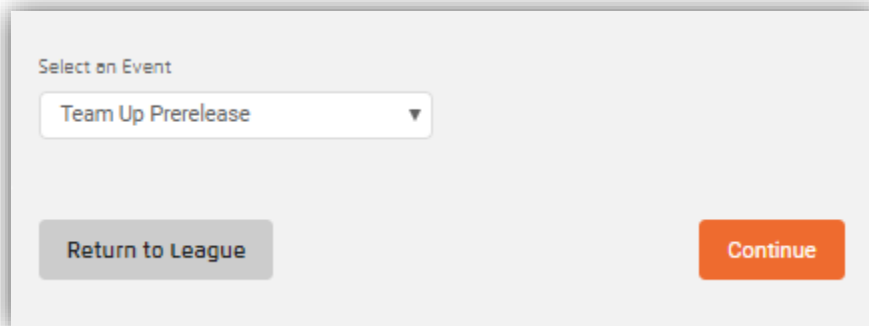 Select an Event
Team Up Prerelease
Return to League
Continue